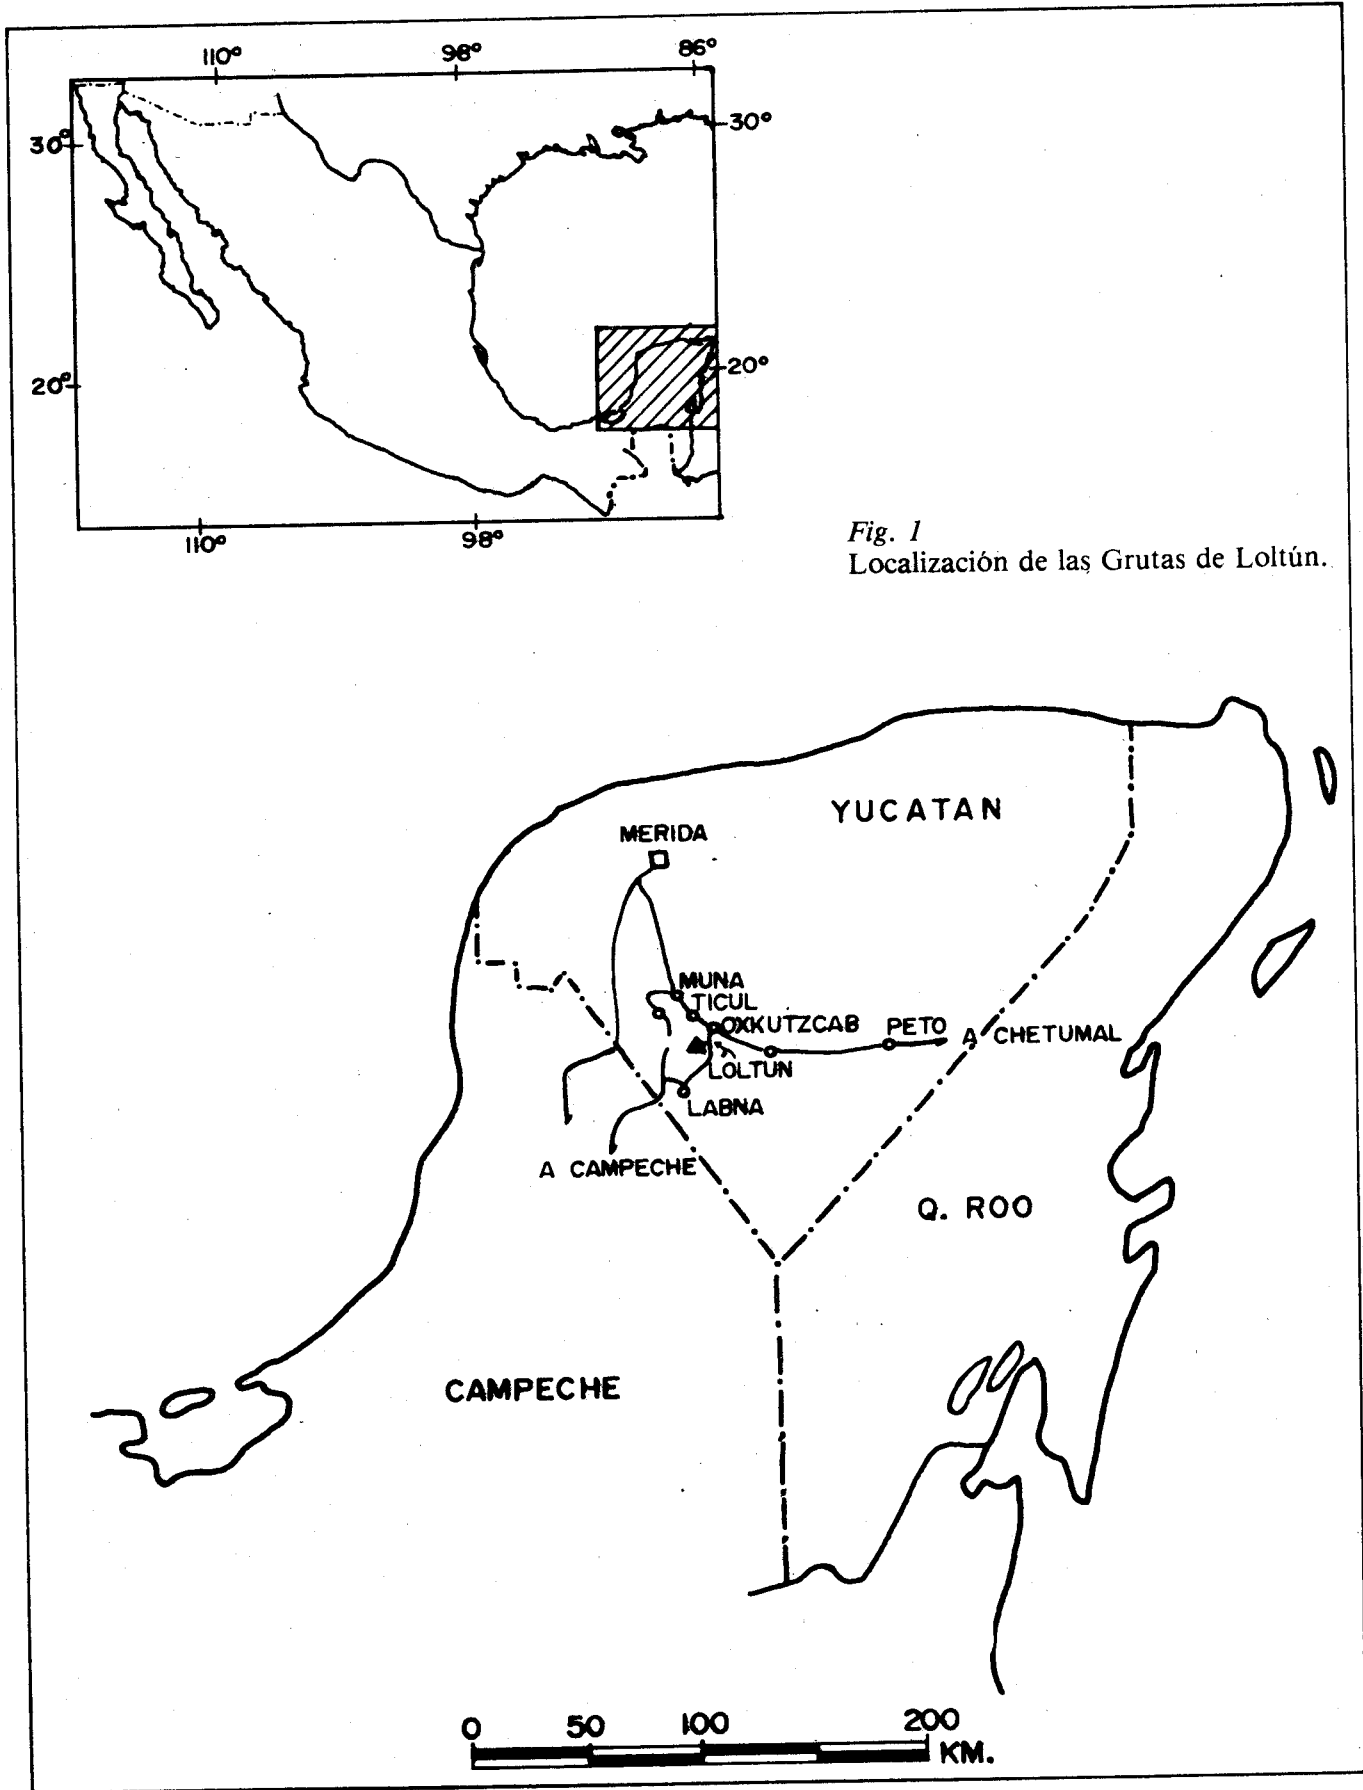 110°
98°
86°
30°
30°
20°
20°
110°
98°
Fig. 1
Localización de las Grutas de Loltún.
YUCATAN
MERIDA
MUNA
TICUL
OXKUTZCAB
PETO
A CHETUMAL
LOLTUN
LABNA
A CAMPECHE
Q. ROO
CAMPECHE
0 50 100 200
KM.